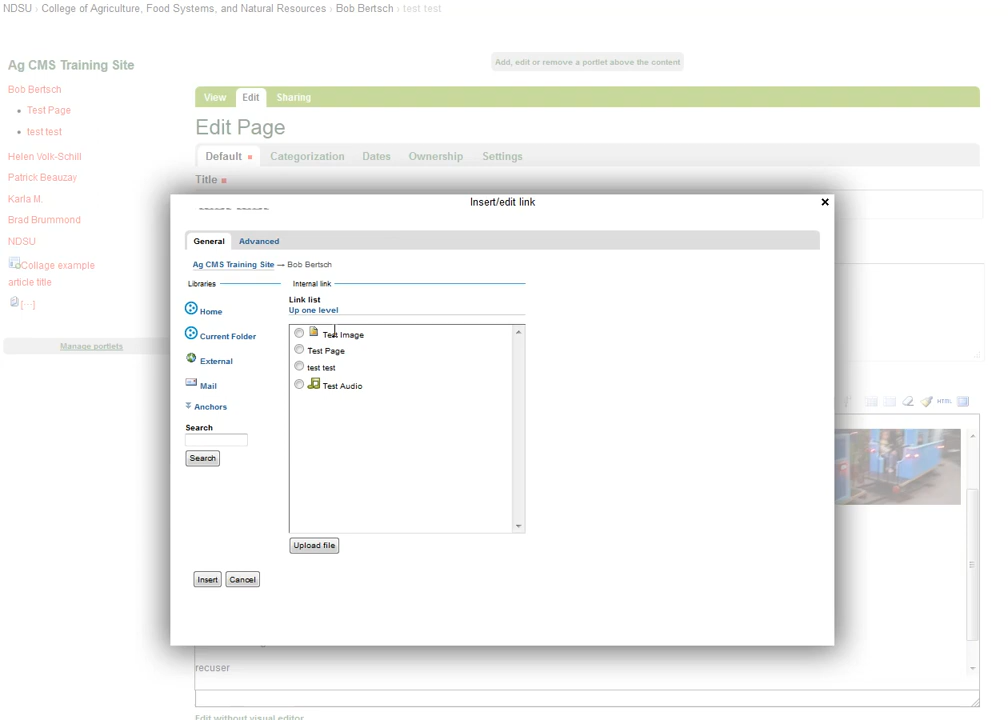 NDSU › College of Agriculture, Food Systems, and Natural Resources › Bob Bertsch › test test
Ag CMS Training Site
Bob Bertsch
Test Page
test test
Helen Volk-Schill
Patrick Beauzay
Karla M.
Brad Brummond
NDSU
Collage example
article title
[...]
Manage portlets
Add, edit or remove a portlet above the content
View Edit Sharing
Edit Page
Default Categorization Dates Ownership Settings
Title
Insert/edit link
General Advanced
Ag CMS Training Site → Bob Bertsch
Libraries
Home
Current Folder
External
Mail
Anchors
Search
Search
Internal link
Link list
Up one level
Test Image
Test Page
test test
Test Audio
Upload file
Insert Cancel
HTML
recuser
Edit without visual editor